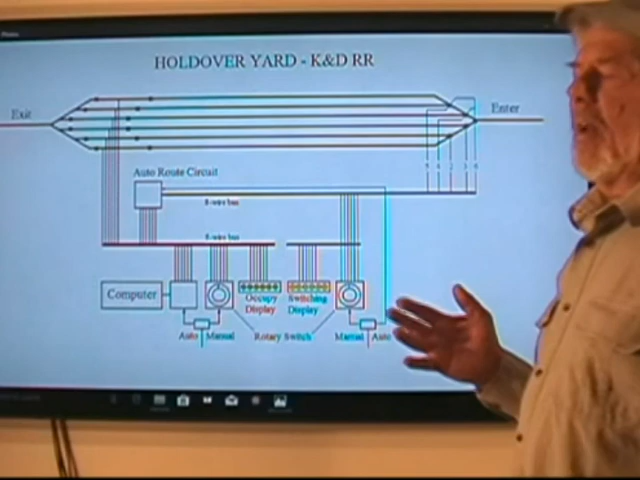 HOLDOVER YARD - K&D RR
Exit
Enter
Auto Route Circuit
8-wire bus
8-wire bus
Computer
Occupy
Display
Switching
Display
Auto
Manual
Rotary Switch
Manual
Auto